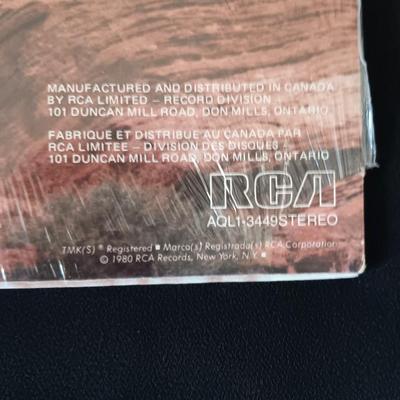 MANUFACTURED AND DISTRIBUTED IN CANADA
BY RCA LIMITED – RECORD DIVISION –
101 DUNCAN MILL ROAD, DON MILLS, ONTARIO
FABRIQUE ET DISTRIBUE AU CANADA PAR
RCA LIMITEE – DIVISION DES DISQUES –
101 DUNCAN MILL ROAD, DON MILLS, ONTARIO
RCA
AQL1-3449STEREO
TMK(S) ® Registered ■ Marca(s) Registrada(s) RCA Corporation
© 1980 RCA Records, New York, N.Y. ■